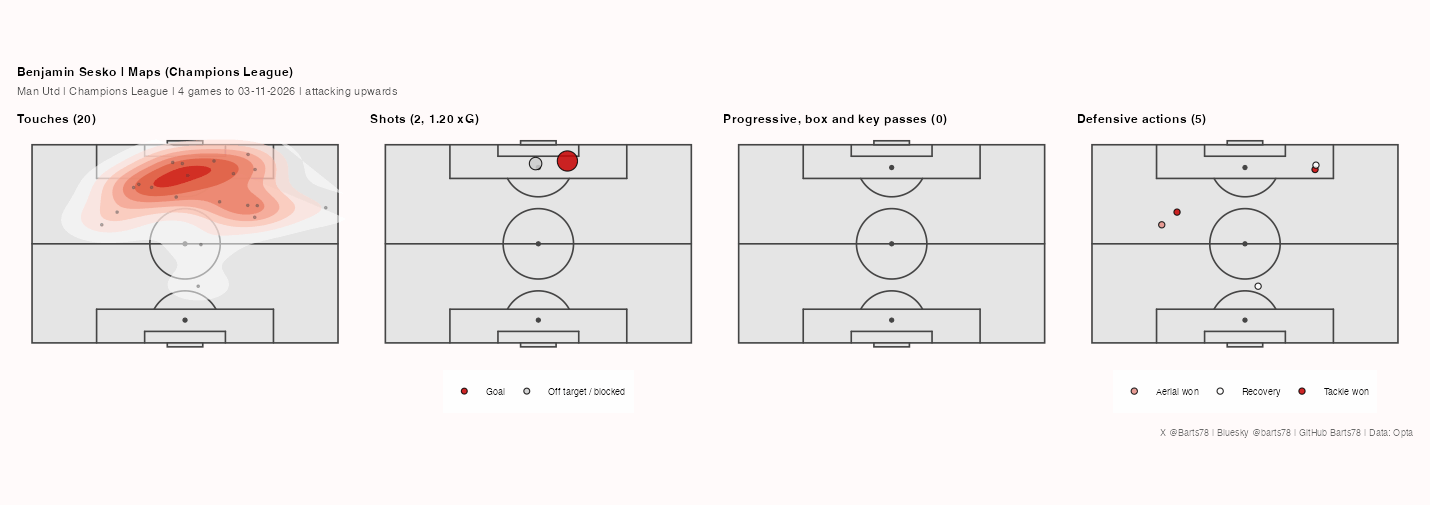 Benjamin Sesko | Maps (Champions League)
Man Utd | Champions League | 4 games to 03-11-2026 | attacking upwards
Touches (20)
Shots (2, 1.20 xG)
Progressive, box and key passes (0)
Defensive actions (5)
Goal
Off target / blocked
Aerial won
Recovery
Tackle won
X @Barts78 | Bluesky @barts78 | GitHub Barts78 | Data: Opta